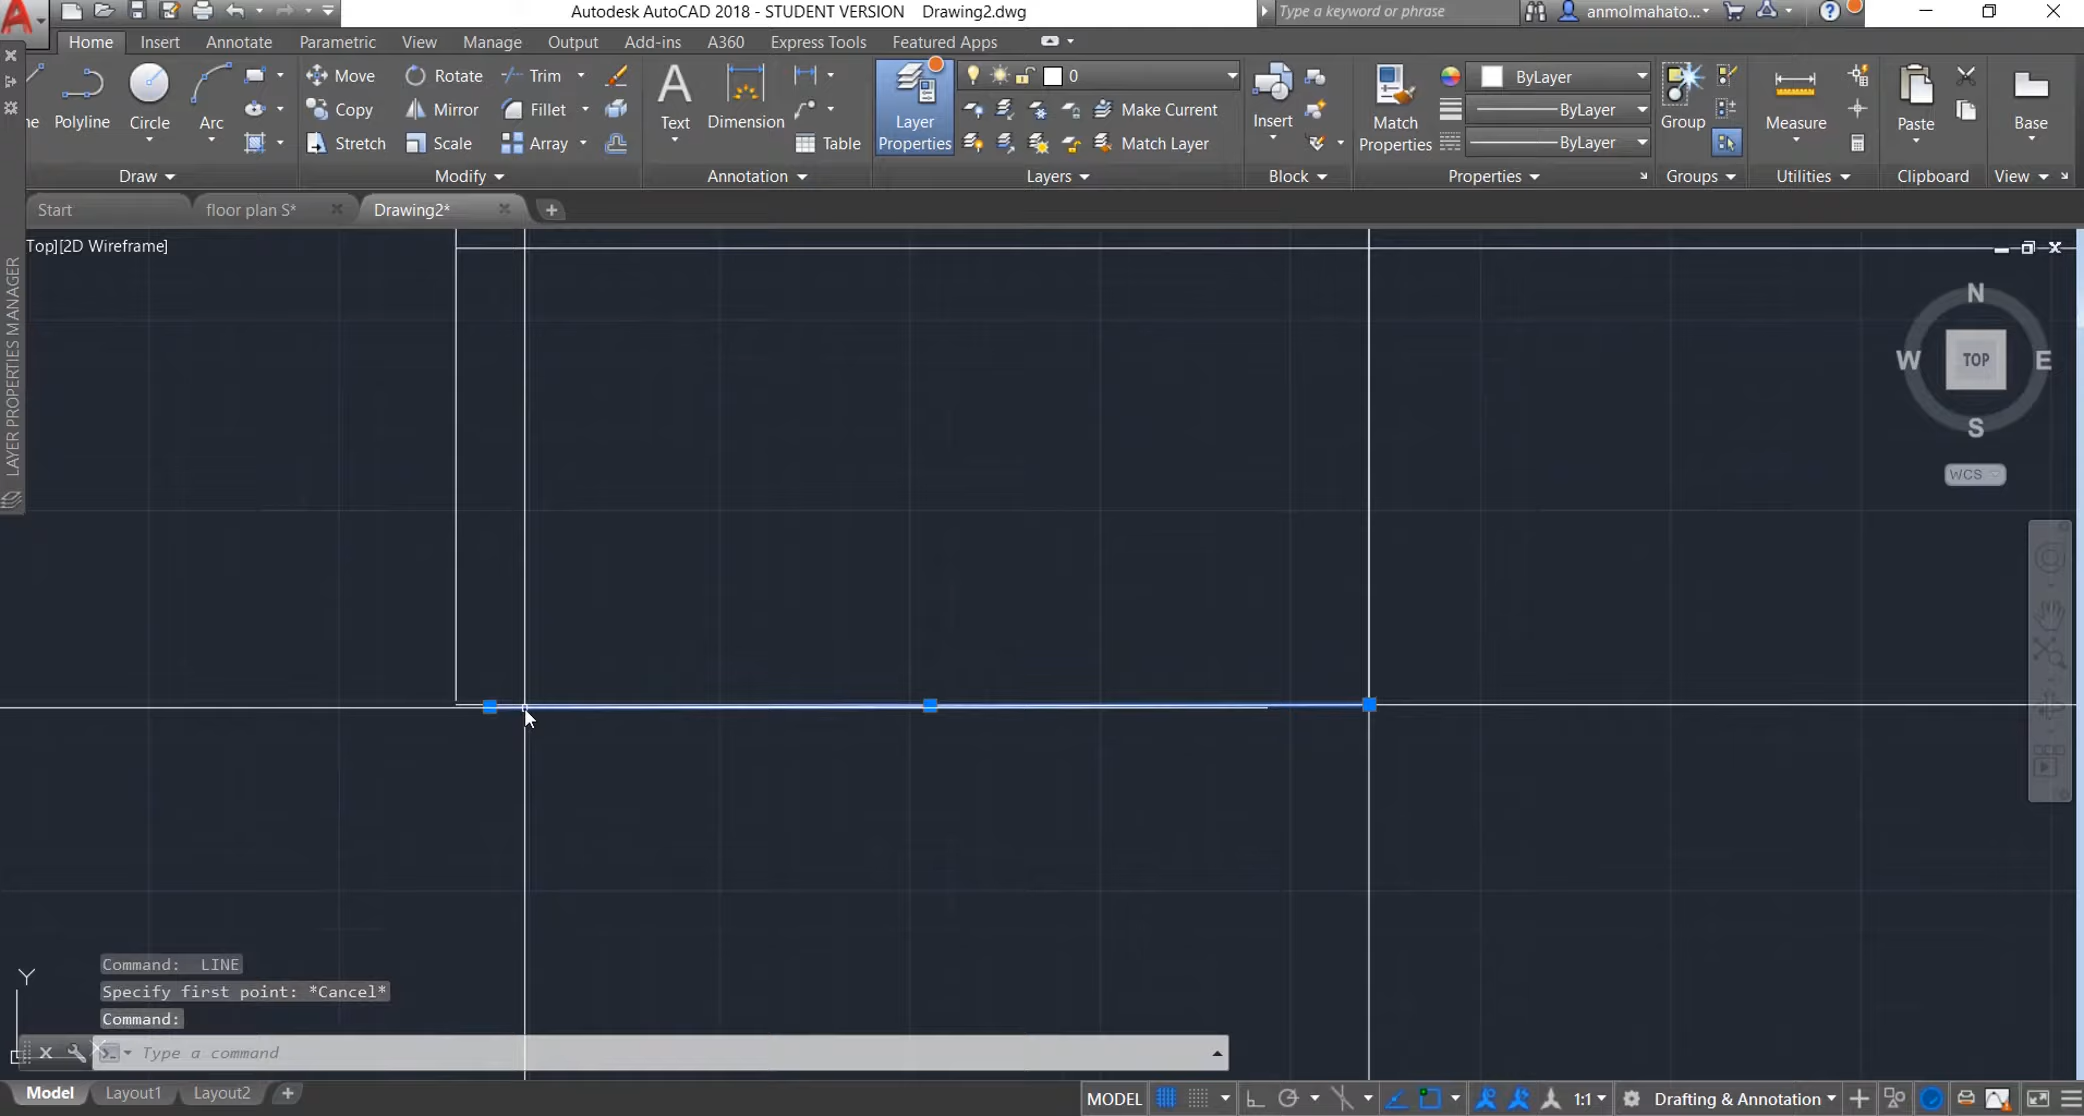 Autodesk AutoCAD 2018 - STUDENT VERSION Drawing2.dwg
Type a keyword or phrase
anmolmahato...
Home Insert Annotate Parametric View Manage Output Add-ins A360 Express Tools Featured Apps
Polyline Circle Arc
Move Rotate Trim
Copy Mirror Fillet
Stretch Scale Array
Text Dimension
Table
Layer
Properties
0
Make Current
Match Layer
Insert
Match
Properties
ByLayer
ByLayer
ByLayer
Group
Measure
Paste
Base
Draw Modify Annotation Layers Block Properties Groups Utilities Clipboard View
Start floor plan S* Drawing2*
Top][2D Wireframe]
LAYER PROPERTIES MANAGER
N
W TOP E
S
WCS
Command: LINE
Specify first point: *Cancel*
Command:
Y
X
Type a command
Model Layout1 Layout2
MODEL 1:1 Drafting & Annotation